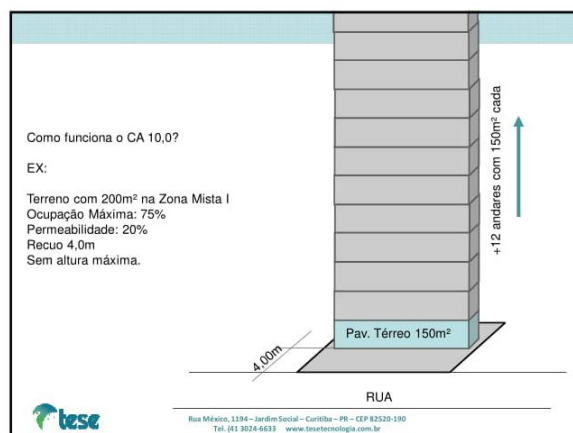 Como funciona o CA 10,0?
EX:
Terreno com 200m² na Zona Mista I
Ocupação Máxima: 75%
Permeabilidade: 20%
Recuo 4,0m
Sem altura máxima.
+12 andares com 150m² cada
Pav. Térreo 150m²
4,00m
RUA
tese
Rua México, 1194 – Jardim Social – Curitiba – PR – CEP 82520-190
Tel. (41 3024-6633 www.tesetecnologia.com.br